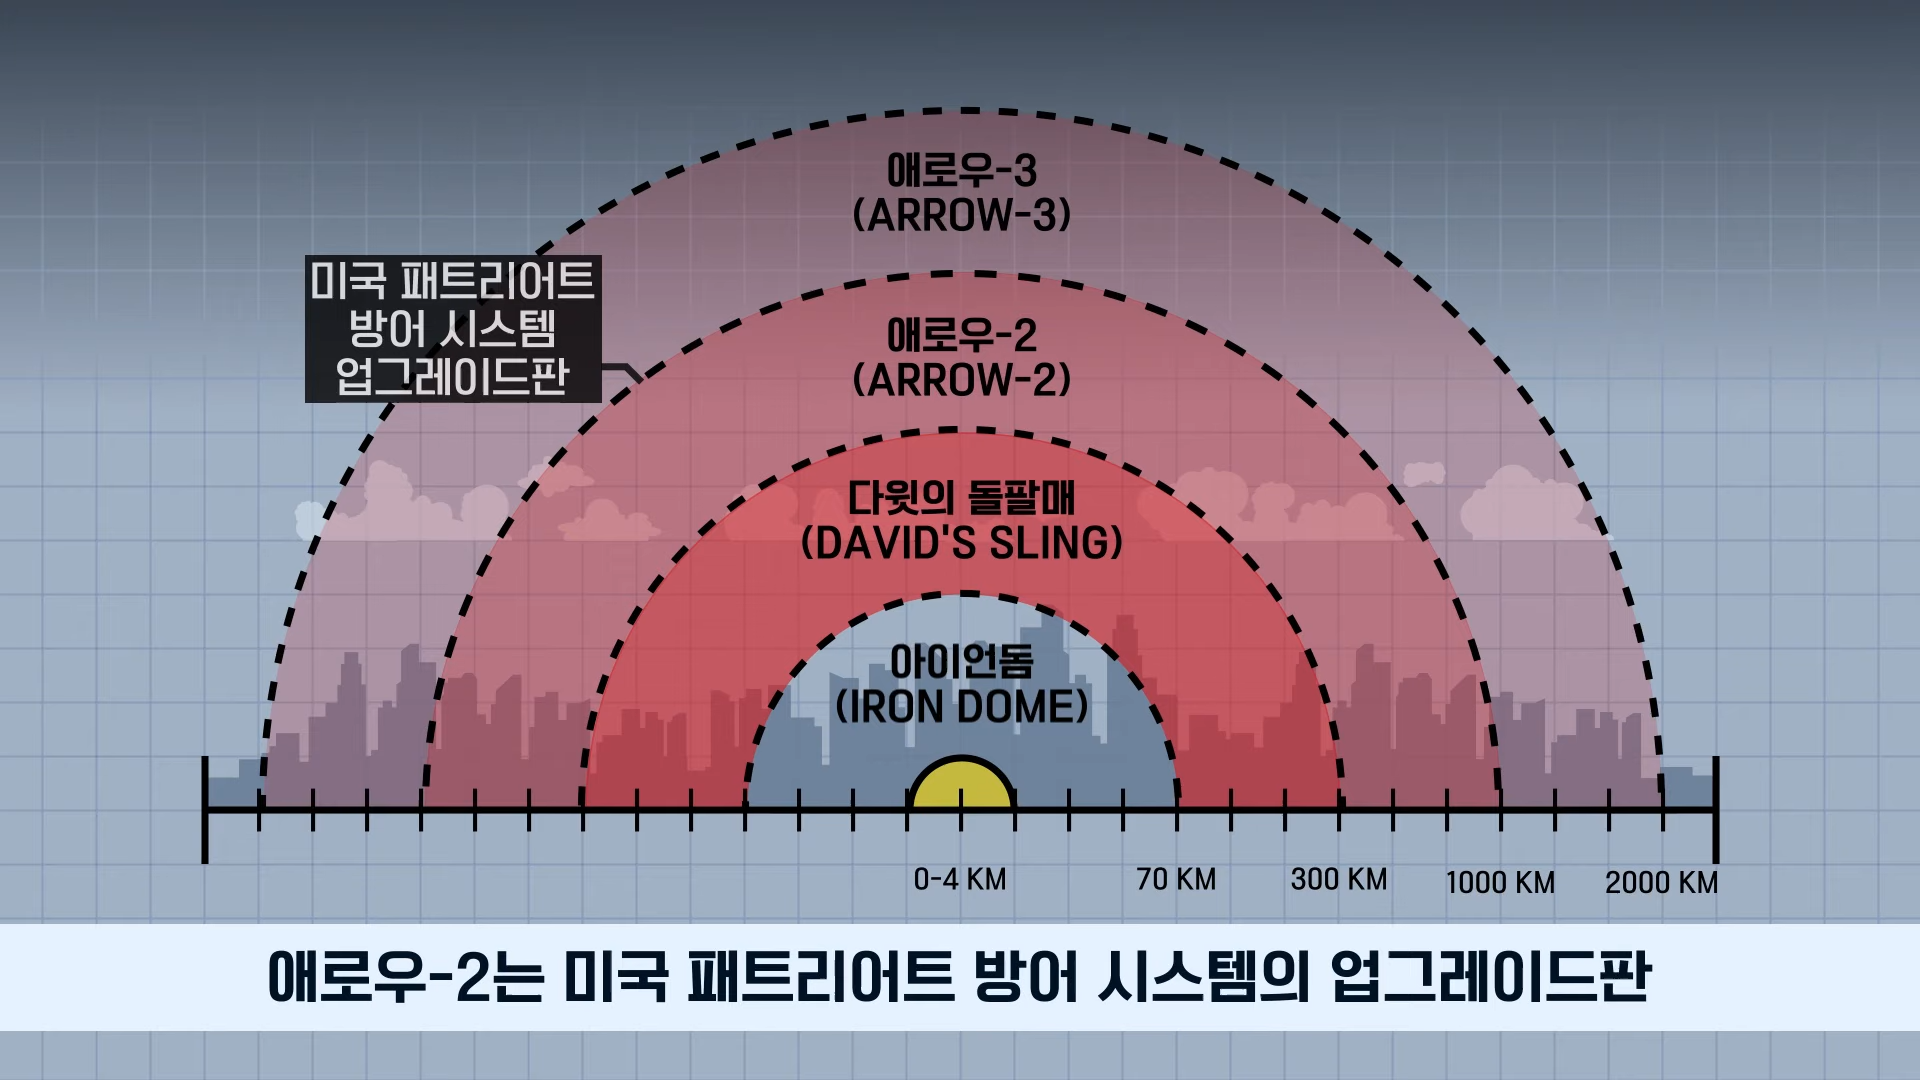 애로우-3
(ARROW-3)
미국 패트리어트
방어 시스템
업그레이드판
애로우-2
(ARROW-2)
다윗의 돌팔매
(DAVID'S SLING)
아이언돔
(IRON DOME)
0-4 KM
70 KM
300 KM
1000 KM
2000 KM
애로우-2는 미국 패트리어트 방어 시스템의 업그레이드판